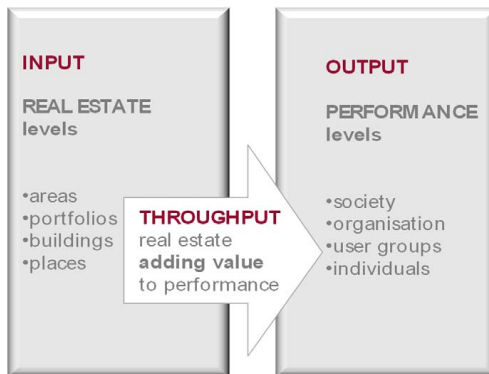 INPUT
REAL ESTATE
levels
•areas
•portfolios
•buildings
•places
THROUGHPUT
real estate
adding value
to performance
OUTPUT
PERFORMANCE
levels
•society
•organisation
•user groups
•individuals